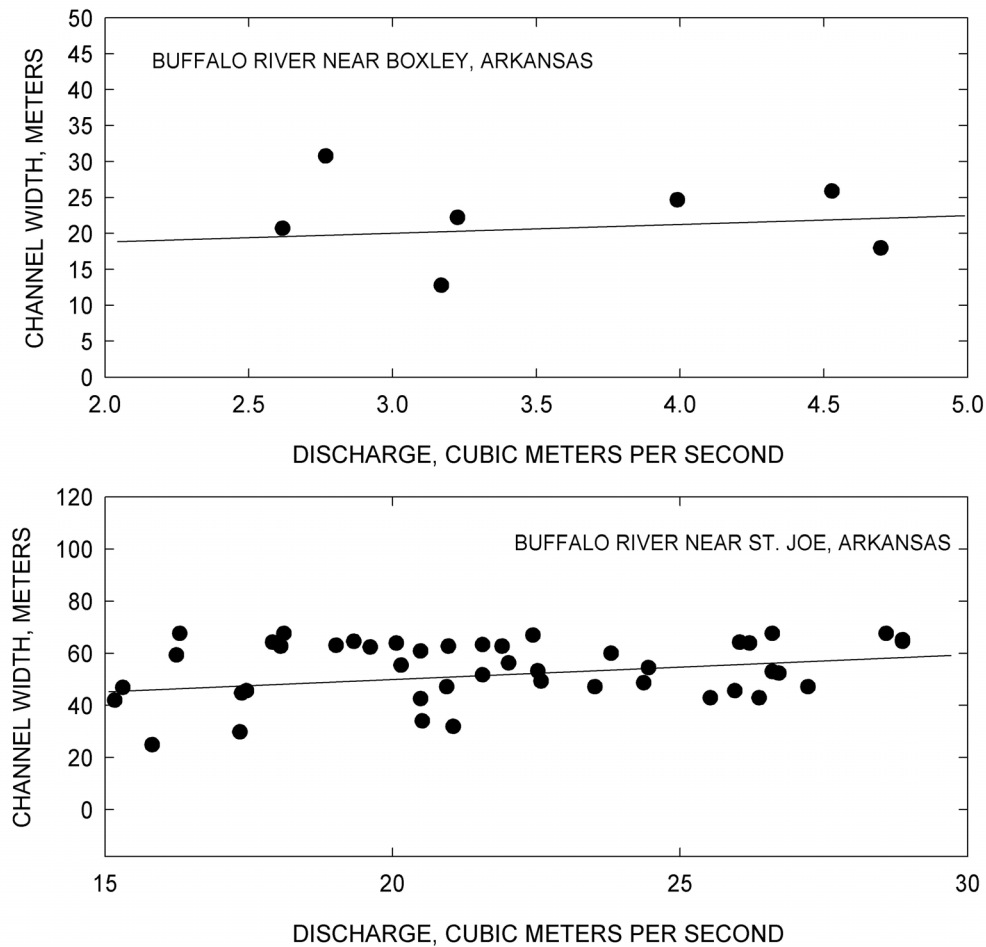 50
45
40
35
30
25
20
15
10
5
0
CHANNEL WIDTH, METERS
BUFFALO RIVER NEAR BOXLEY, ARKANSAS
2.0 2.5 3.0 3.5 4.0 4.5 5.0
DISCHARGE, CUBIC METERS PER SECOND
120
100
80
60
40
20
0
CHANNEL WIDTH, METERS
BUFFALO RIVER NEAR ST. JOE, ARKANSAS
15 20 25 30
DISCHARGE, CUBIC METERS PER SECOND